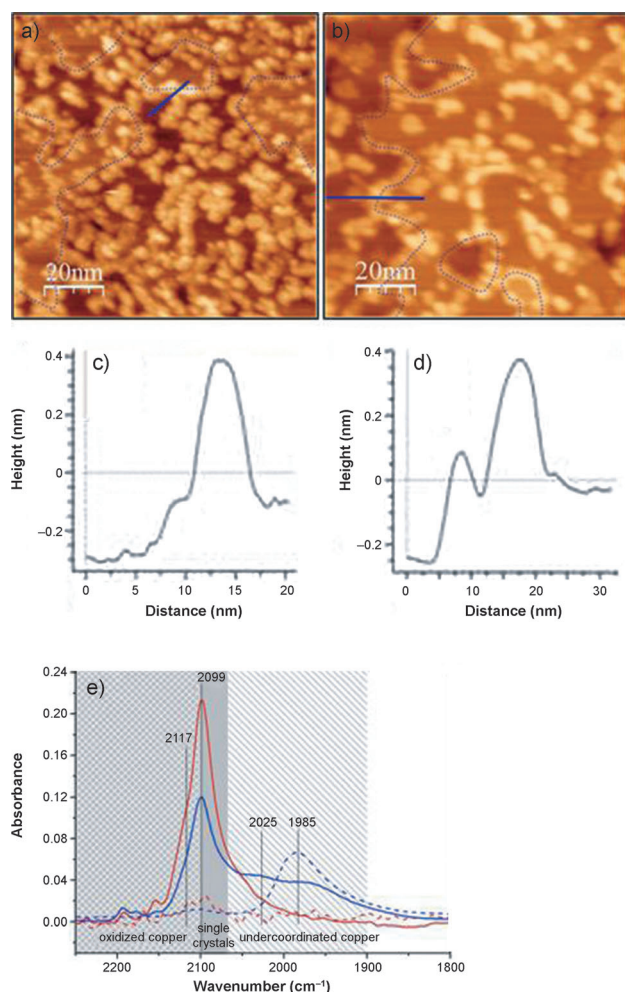 a)
b)
20nm
20nm
c)
d)
0.4
0.2
0
–0.2
Height (nm)
0
5
10
15
20
Distance (nm)
0.4
0.2
0
–0.2
Height (nm)
0
10
20
30
Distance (nm)
e)
0.24
0.20
0.16
0.12
0.08
0.04
0.00
Absorbance
2099
2117
2025
1985
oxidized copper
single
crystals
undercoordinated copper
2200
2100
2000
1900
1800
Wavenumber (cm⁻¹)